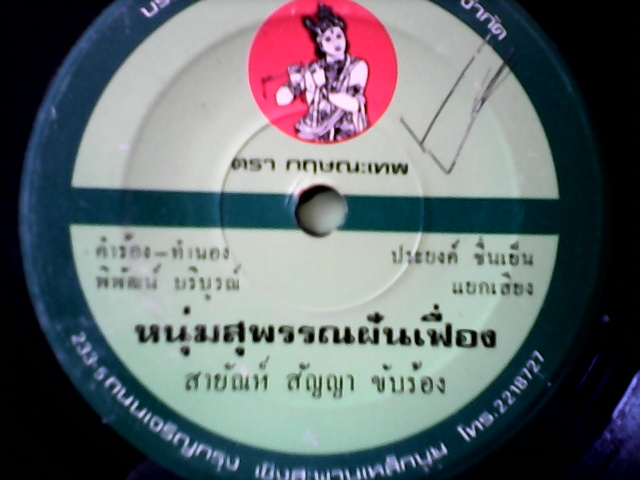 จำกัด
ตรา กฤษณะเทพ
คำร้อง-ทำนอง
พิพัฒน์ บริบูรณ์
ประยงค์ ชื่นเย็น
แยกเสียง
หนุ่มสุพรรณฝันเฟื่อง
สายัณห์ สัญญา ขับร้อง
233-5 ถนนเจริญกรุง เชิงสะพานเหล็กบน โทร. 2218727